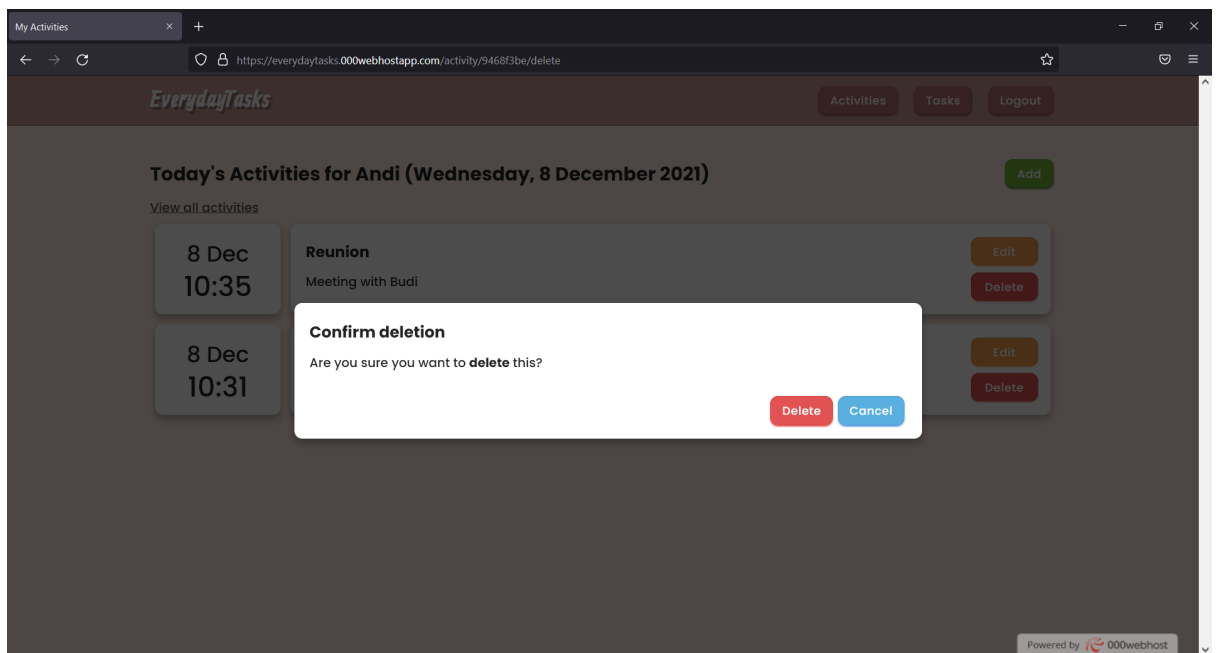 My Activities
https://everydaytasks.000webhostapp.com/activity/9468f3be/delete
EverydayTasks
Activities
Tasks
Logout
Today's Activities for Andi (Wednesday, 8 December 2021)
Add
View all activities
8 Dec
10:35
Reunion
Meeting with Budi
Edit
Delete
8 Dec
10:31
Edit
Delete
Confirm deletion
Are you sure you want to delete this?
Delete
Cancel
Powered by 000webhost